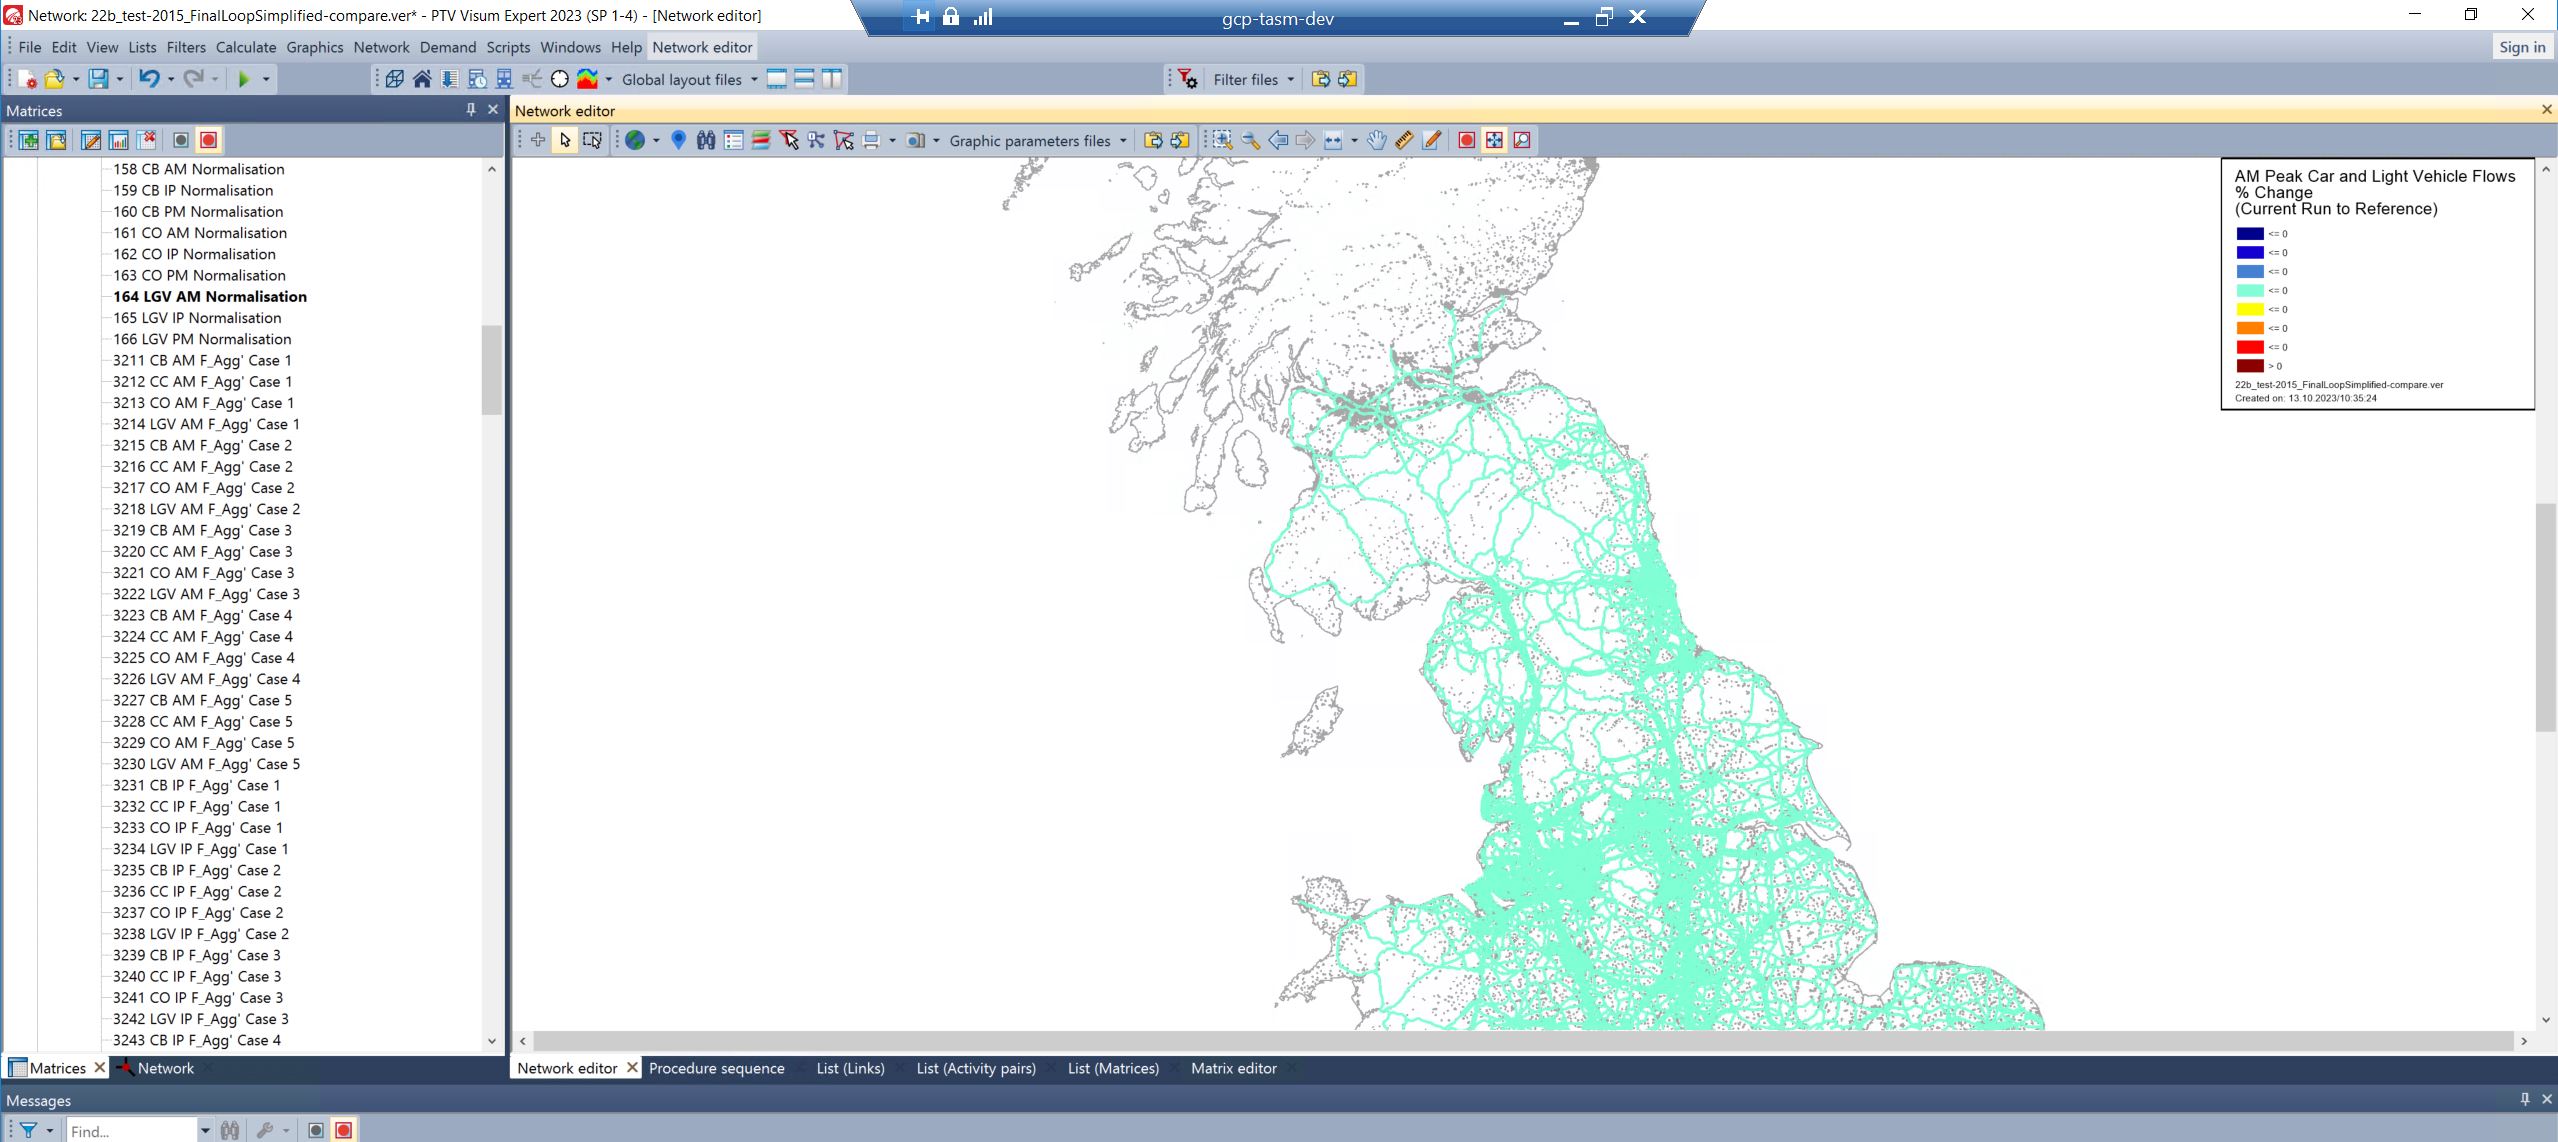 Network: 22b_test-2015_FinalLoopSimplified-compare.ver* - PTV Visum Expert 2023 (SP 1-4) - [Network editor]
gcp-tasm-dev
File Edit View Lists Filters Calculate Graphics Network Demand Scripts Windows Help Network editor
Sign in
Global layout files
Filter files
Matrices
Network editor
Graphic parameters files
158 CB AM Normalisation
159 CB IP Normalisation
160 CB PM Normalisation
161 CO AM Normalisation
162 CO IP Normalisation
163 CO PM Normalisation
164 LGV AM Normalisation
165 LGV IP Normalisation
166 LGV PM Normalisation
3211 CB AM F_Agg' Case 1
3212 CC AM F_Agg' Case 1
3213 CO AM F_Agg' Case 1
3214 LGV AM F_Agg' Case 1
3215 CB AM F_Agg' Case 2
3216 CC AM F_Agg' Case 2
3217 CO AM F_Agg' Case 2
3218 LGV AM F_Agg' Case 2
3219 CB AM F_Agg' Case 3
3220 CC AM F_Agg' Case 3
3221 CO AM F_Agg' Case 3
3222 LGV AM F_Agg' Case 3
3223 CB AM F_Agg' Case 4
3224 CC AM F_Agg' Case 4
3225 CO AM F_Agg' Case 4
3226 LGV AM F_Agg' Case 4
3227 CB AM F_Agg' Case 5
3228 CC AM F_Agg' Case 5
3229 CO AM F_Agg' Case 5
3230 LGV AM F_Agg' Case 5
3231 CB IP F_Agg' Case 1
3232 CC IP F_Agg' Case 1
3233 CO IP F_Agg' Case 1
3234 LGV IP F_Agg' Case 1
3235 CB IP F_Agg' Case 2
3236 CC IP F_Agg' Case 2
3237 CO IP F_Agg' Case 2
3238 LGV IP F_Agg' Case 2
3239 CB IP F_Agg' Case 3
3240 CC IP F_Agg' Case 3
3241 CO IP F_Agg' Case 3
3242 LGV IP F_Agg' Case 3
3243 CB IP F_Agg' Case 4
AM Peak Car and Light Vehicle Flows
% Change
(Current Run to Reference)
<= 0
<= 0
<= 0
<= 0
<= 0
<= 0
<= 0
> 0
22b_test-2015_FinalLoopSimplified-compare.ver
Created on: 13.10.2023/10:35:24
Matrices Network
Network editor Procedure sequence List (Links) List (Activity pairs) List (Matrices) Matrix editor
Messages
Find...